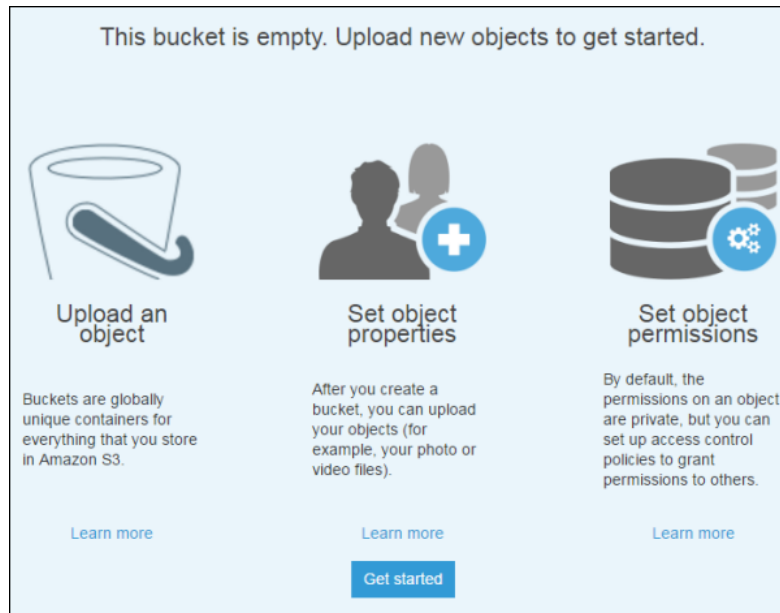 This bucket is empty. Upload new objects to get started.
Upload an
object
Buckets are globally
unique containers for
everything that you store
in Amazon S3.
Learn more
Set object
properties
After you create a
bucket, you can upload
your objects (for
example, your photo or
video files).
Learn more
Set object
permissions
By default, the
permissions on an object
are private, but you can
set up access control
policies to grant
permissions to others.
Learn more
Get started